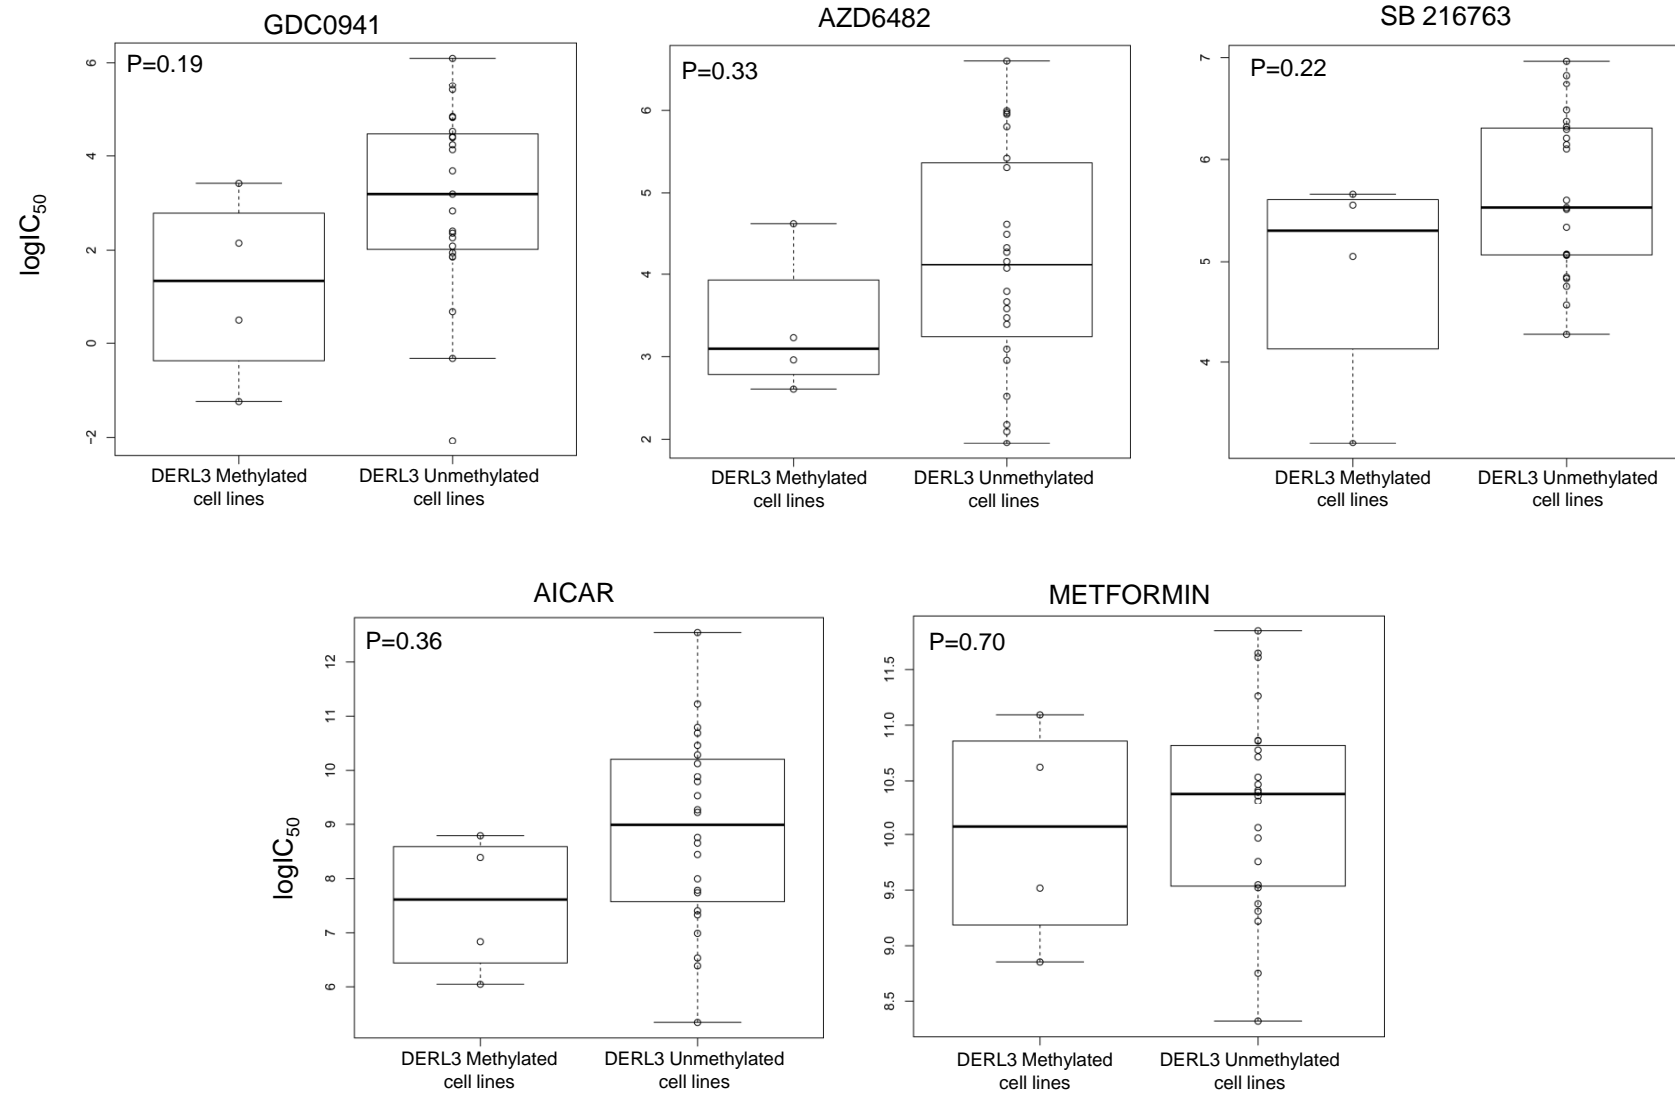 GDC0941
AZD6482
SB 216763
P=0.19
P=0.33
P=0.22
logIC50
6
4
2
0
-2
6
5
4
3
2
7
6
5
4
DERL3 Methylated
cell lines
DERL3 Unmethylated
cell lines
DERL3 Methylated
cell lines
DERL3 Unmethylated
cell lines
DERL3 Methylated
cell lines
DERL3 Unmethylated
cell lines
AICAR
METFORMIN
P=0.36
P=0.70
logIC50
12
11
10
9
8
7
6
11.5
11.0
10.5
10.0
9.5
9.0
8.5
DERL3 Methylated
cell lines
DERL3 Unmethylated
cell lines
DERL3 Methylated
cell lines
DERL3 Unmethylated
cell lines